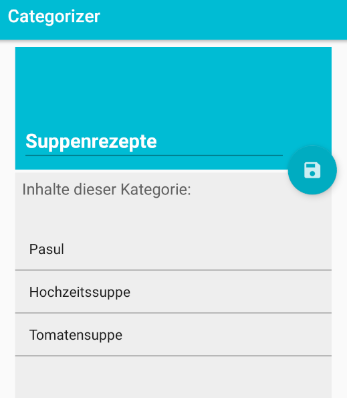 Categorizer
Suppenrezepte
Inhalte dieser Kategorie:
Pasul
Hochzeitssuppe
Tomatensuppe